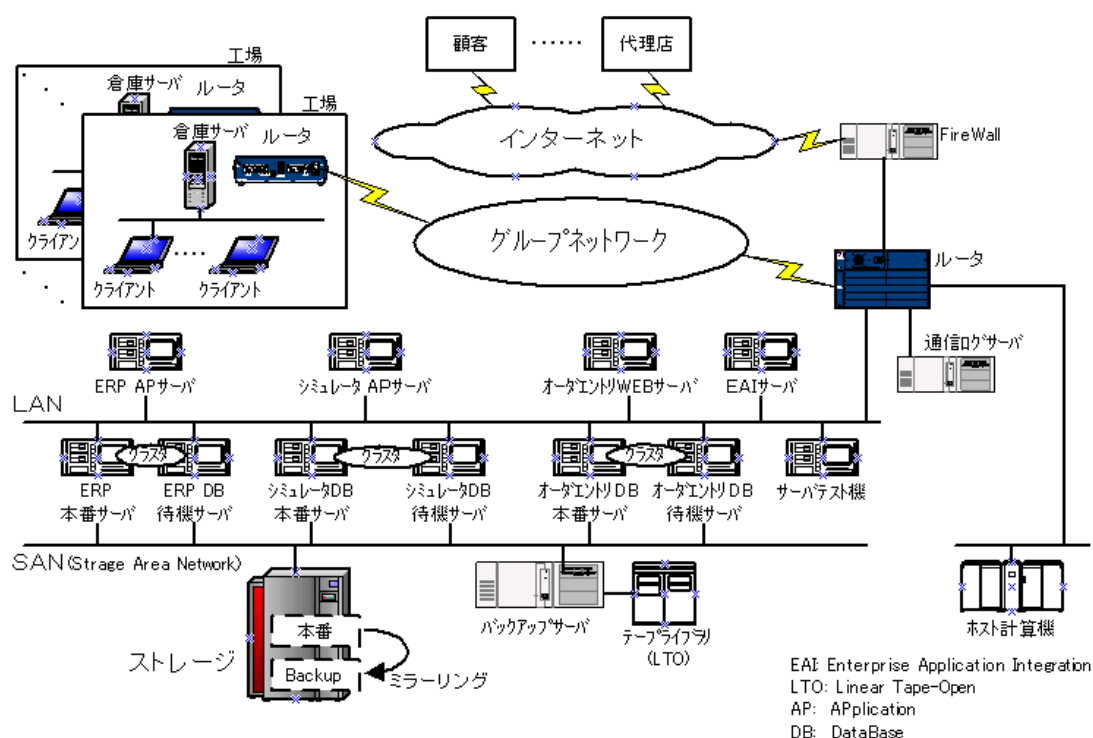 顧客 …… 代理店
工場
倉庫サーバ ルータ
工場
倉庫サーバ ルータ
インターネット
FireWall
クライアン
クライアント クライアント
グループネットワーク
ルータ
通信ログサーバ
ERP APサーバ
シミュレータ APサーバ
オーダエントリWEBサーバ
EAIサーバ
LAN
クラスタ
クラスタ
クラスタ
ERP
本番サーバ
ERP DB
待機サーバ
シミュレータDB
本番サーバ
シミュレータDB
待機サーバ
オーダエントリDB
本番サーバ
オーダエントリDB
待機サーバ
サーバテスト機
SAN(Strage Area Network)
本番
Backup
ストレージ
ミラーリング
バックアップサーバ
テープライブラリ
(LTO)
ホスト計算機
EAI: Enterprise Application Integration
LTO: Linear Tape-Open
AP: APplication
DB: DataBase